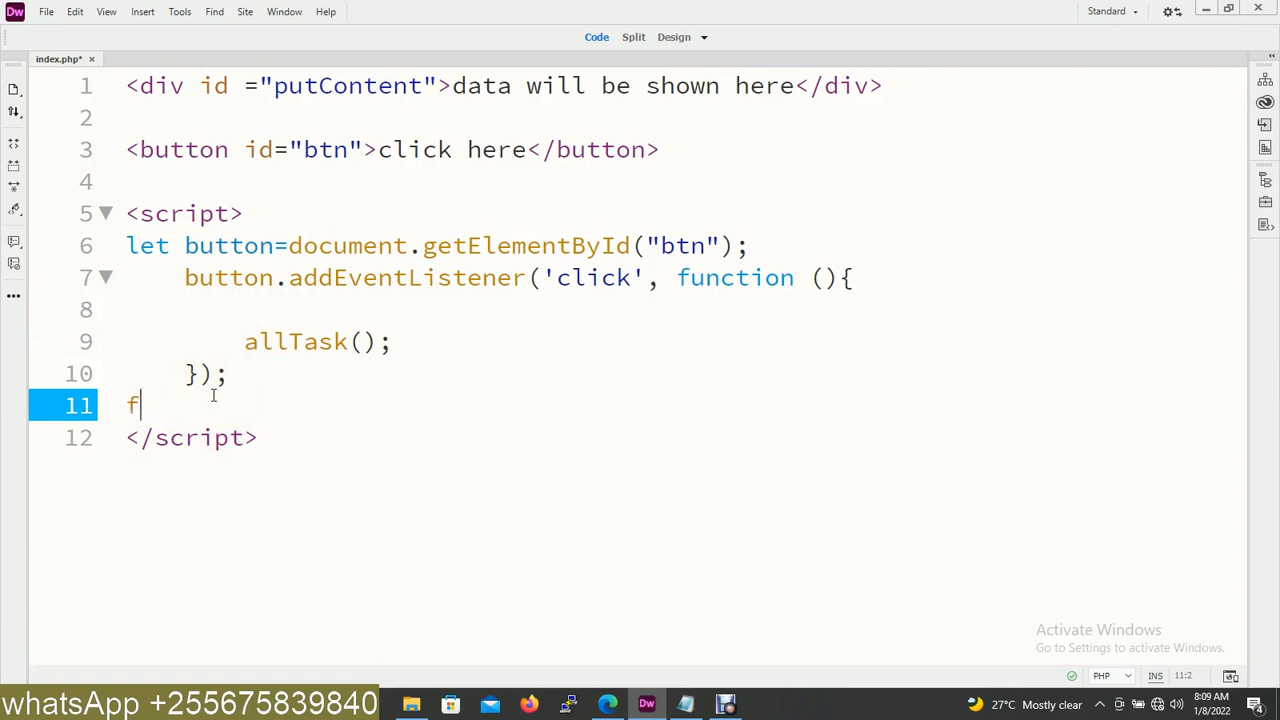 Dw File Edit View Insert Tools Find Site Window Help Standard
Code Split Design
index.php* ×
1 <div id ="putContent">data will be shown here</div>
2
3 <button id="btn">click here</button>
4
5 <script>
6 let button=document.getElementById("btn");
7 button.addEventListener('click', function (){
8
9 allTask();
10 });
11 f
12 </script>
Activate Windows
Go to Settings to activate Windows.
PHP INS 11:2
whatsApp +255675839840
Dw
27°C Mostly clear
8:09 AM
1/8/2022
4